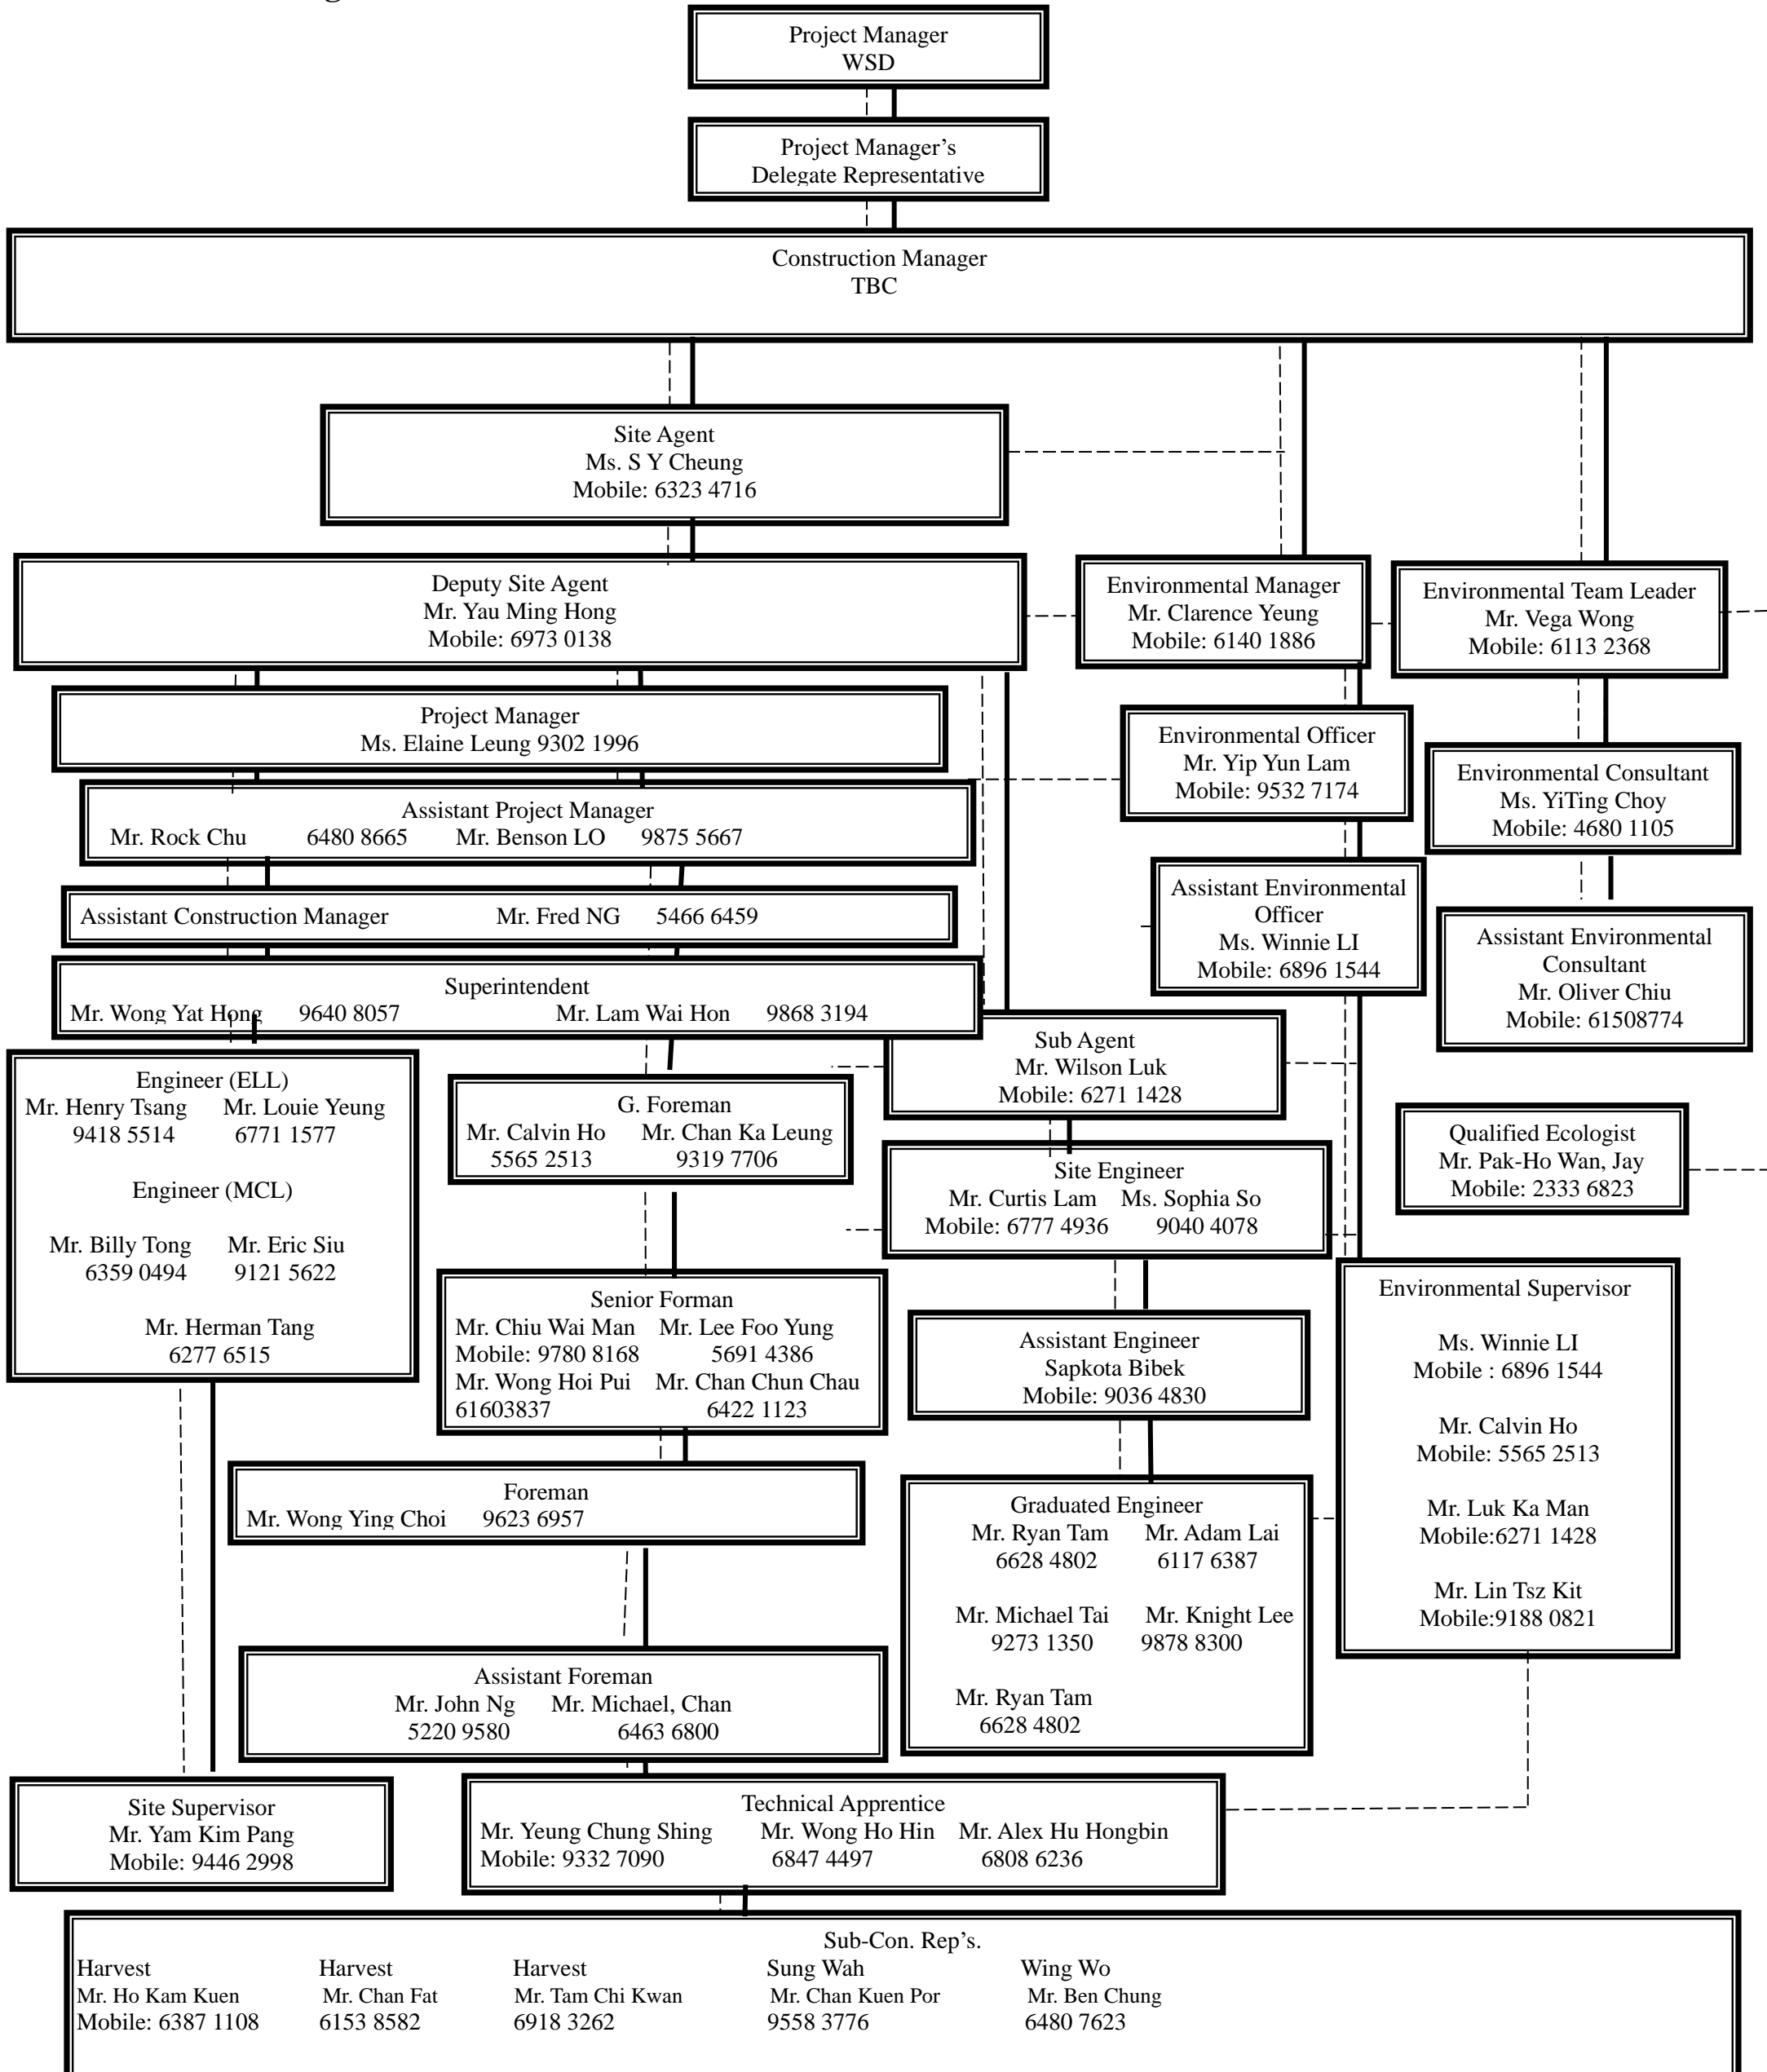 Project Manager
WSD
Project Manager’s
Delegate Representative
Construction Manager
TBC
Site Agent
Ms. S Y Cheung
Mobile: 6323 4716
Deputy Site Agent
Mr. Yau Ming Hong
Mobile: 6973 0138
Environmental Manager
Mr. Clarence Yeung
Mobile: 6140 1886
Environmental Team Leader
Mr. Vega Wong
Mobile: 6113 2368
Project Manager
Ms. Elaine Leung 9302 1996
Environmental Officer
Mr. Yip Yun Lam
Mobile: 9532 7174
Environmental Consultant
Ms. YiTing Choy
Mobile: 4680 1105
Assistant Project Manager
Mr. Rock Chu 6480 8665 Mr. Benson LO 9875 5667
Assistant Construction Manager Mr. Fred NG 5466 6459
Assistant Environmental
Officer
Ms. Winnie LI
Mobile: 6896 1544
Assistant Environmental
Consultant
Mr. Oliver Chiu
Mobile: 61508774
Superintendent
Mr. Wong Yat Hong 9640 8057 Mr. Lam Wai Hon 9868 3194
Sub Agent
Mr. Wilson Luk
Mobile: 6271 1428
Engineer (ELL)
Mr. Henry Tsang Mr. Louie Yeung
9418 5514 6771 1577
Engineer (MCL)
Mr. Billy Tong Mr. Eric Siu
6359 0494 9121 5622
Mr. Herman Tang
6277 6515
G. Foreman
Mr. Calvin Ho Mr. Chan Ka Leung
5565 2513 9319 7706
Site Engineer
Mr. Curtis Lam Ms. Sophia So
Mobile: 6777 4936 9040 4078
Qualified Ecologist
Mr. Pak-Ho Wan, Jay
Mobile: 2333 6823
Senior Forman
Mr. Chiu Wai Man Mr. Lee Foo Yung
Mobile: 9780 8168 5691 4386
Mr. Wong Hoi Pui Mr. Chan Chun Chau
61603837 6422 1123
Assistant Engineer
Sapkota Bibek
Mobile: 9036 4830
Environmental Supervisor
Ms. Winnie LI
Mobile : 6896 1544
Mr. Calvin Ho
Mobile: 5565 2513
Mr. Luk Ka Man
Mobile:6271 1428
Mr. Lin Tsz Kit
Mobile:9188 0821
Foreman
Mr. Wong Ying Choi 9623 6957
Graduated Engineer
Mr. Ryan Tam Mr. Adam Lai
6628 4802 6117 6387
Mr. Michael Tai Mr. Knight Lee
9273 1350 9878 8300
Mr. Ryan Tam
6628 4802
Assistant Foreman
Mr. John Ng Mr. Michael, Chan
5220 9580 6463 6800
Site Supervisor
Mr. Yam Kim Pang
Mobile: 9446 2998
Technical Apprentice
Mr. Yeung Chung Shing Mr. Wong Ho Hin Mr. Alex Hu Hongbin
Mobile: 9332 7090 6847 4497 6808 6236
Sub-Con. Rep’s.
Harvest Harvest Harvest Sung Wah Wing Wo
Mr. Ho Kam Kuen Mr. Chan Fat Mr. Tam Chi Kwan Mr. Chan Kuen Por Mr. Ben Chung
Mobile: 6387 1108 6153 8582 6918 3262 9558 3776 6480 7623